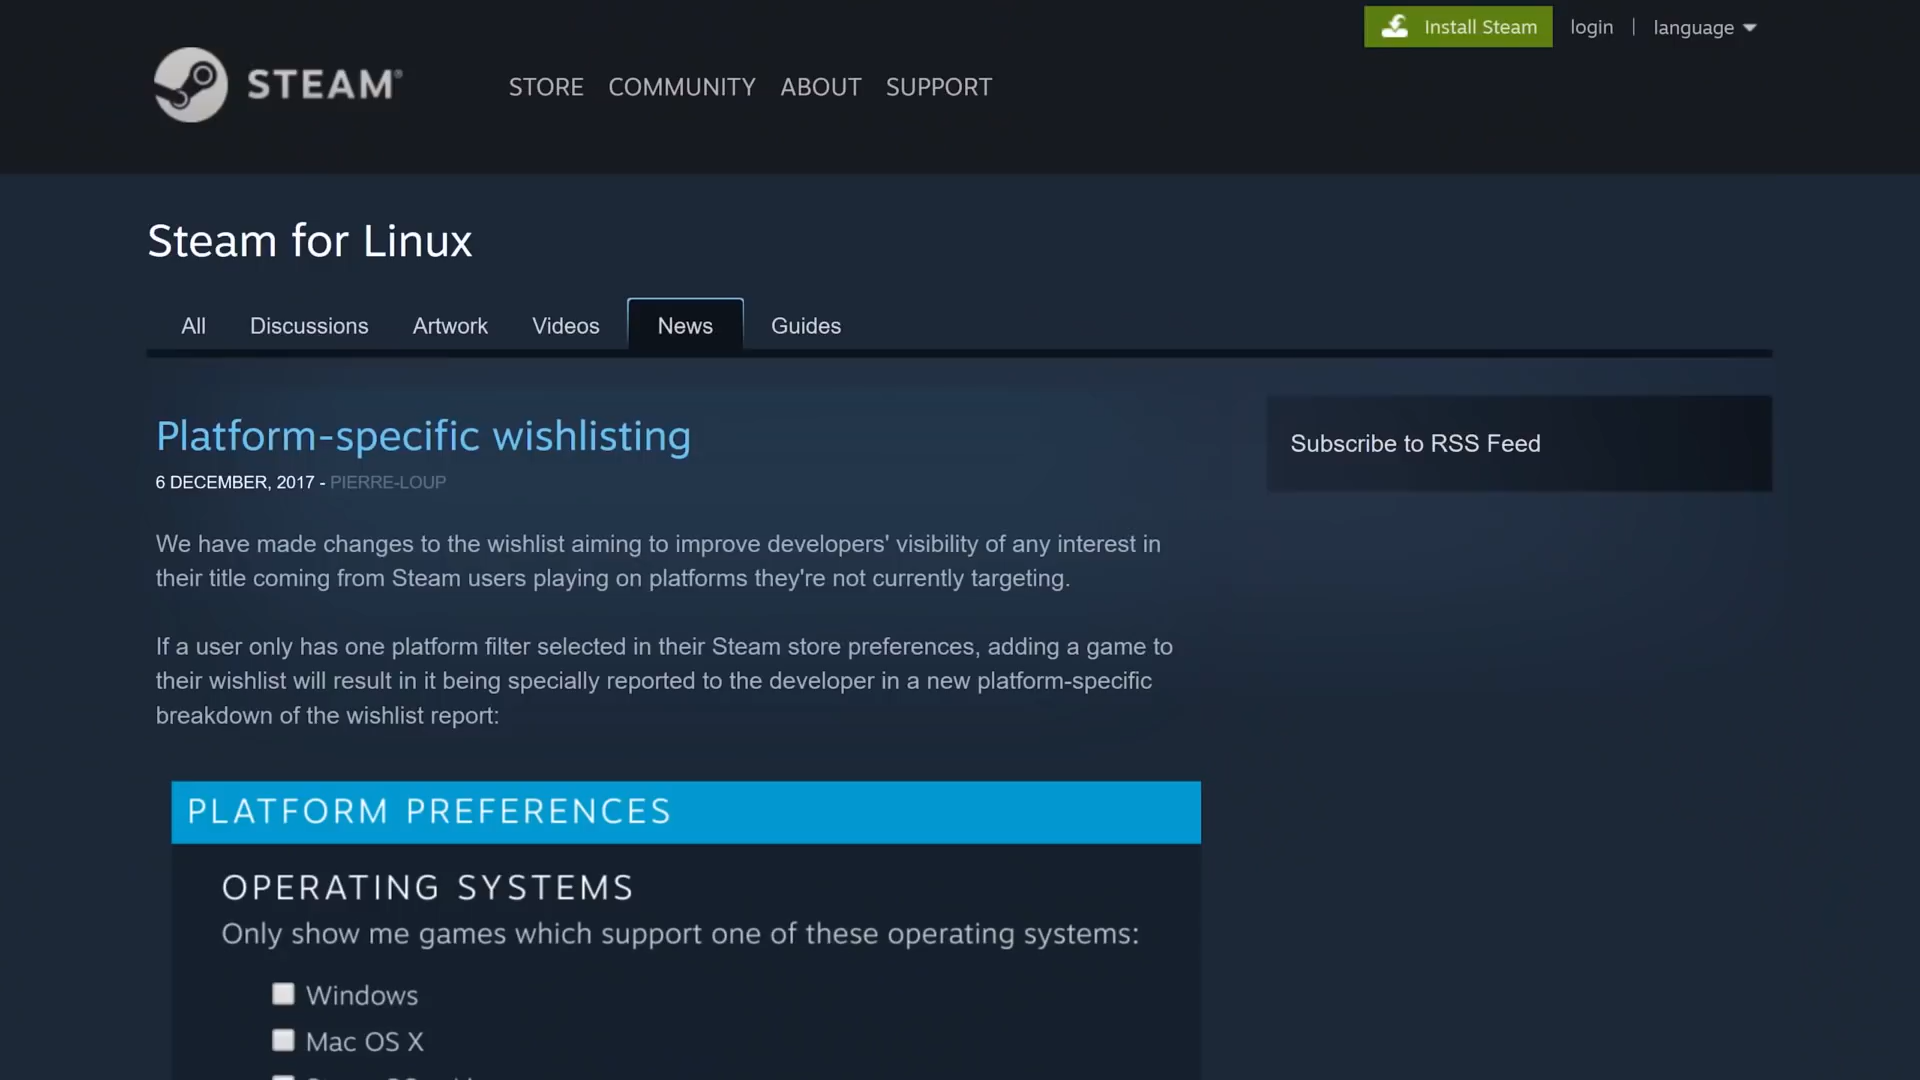 Install Steam
login
|
language
STEAM®
STORE
COMMUNITY
ABOUT
SUPPORT
Steam for Linux
All
Discussions
Artwork
Videos
News
Guides
Platform-specific wishlisting
6 DECEMBER, 2017 - PIERRE-LOUP
Subscribe to RSS Feed
We have made changes to the wishlist aiming to improve developers' visibility of any interest in
their title coming from Steam users playing on platforms they're not currently targeting.
If a user only has one platform filter selected in their Steam store preferences, adding a game to
their wishlist will result in it being specially reported to the developer in a new platform-specific
breakdown of the wishlist report:
PLATFORM PREFERENCES
OPERATING SYSTEMS
Only show me games which support one of these operating systems:
Windows
Mac OS X